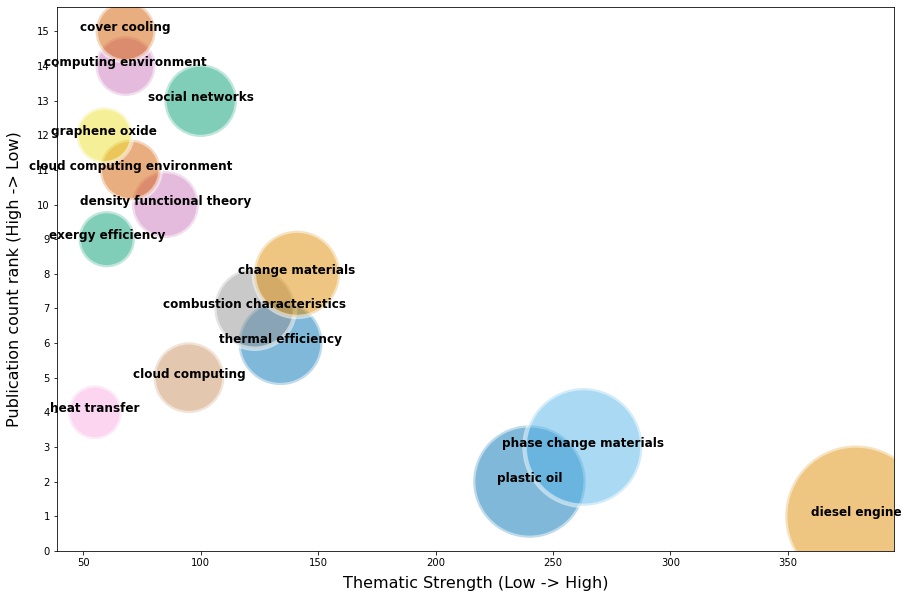 15
cover cooling
14
computing environment
13
social networks
12
graphene oxide
11
cloud computing environment
10
density functional theory
9
exergy efficiency
8
change materials
7
combustion characteristics
6
thermal efficiency
5
cloud computing
4
heat transfer
3
phase change materials
2
plastic oil
1
diesel engine
0
50
100
150
200
250
300
350
Thematic Strength (Low -> High)
Publication count rank (High -> Low)